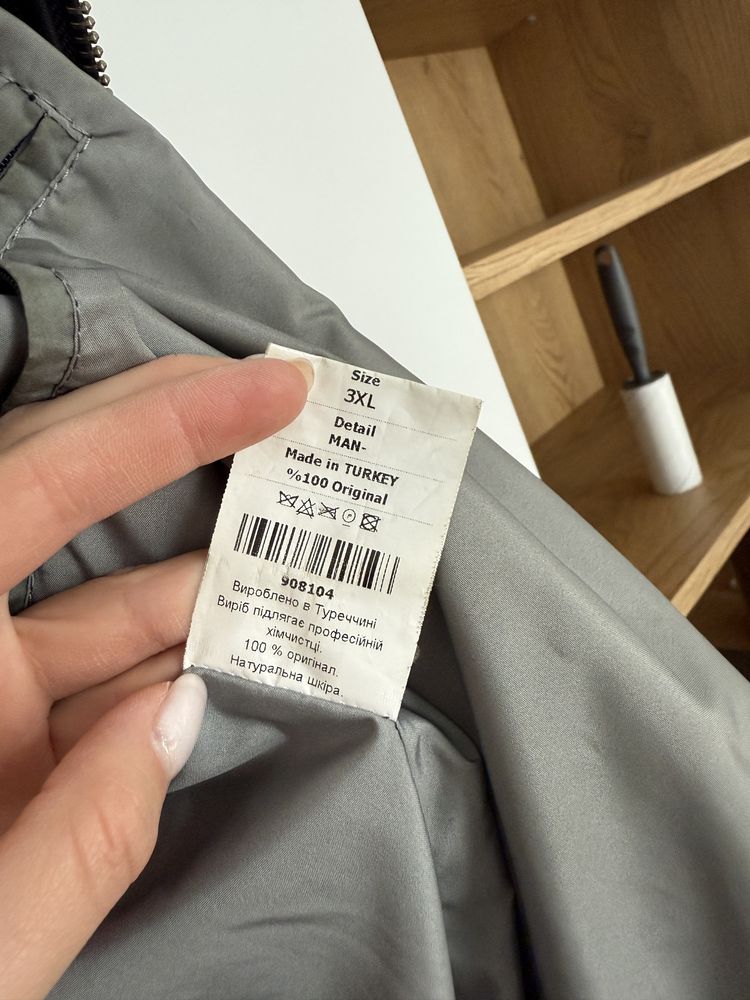 Size
3XL
Detail
MAN-
Made in TURKEY
%100 Original
908104
Вироблено в Туреччині
Виріб підлягає професійній
хімчистці.
100 % оригінал.
Натуральна шкіра.